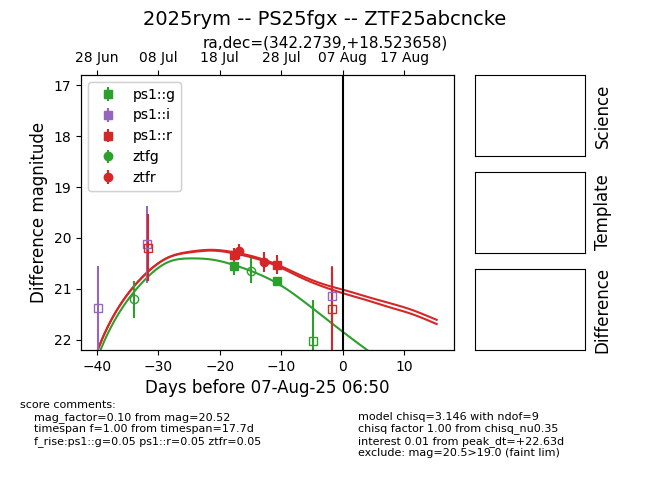 2025rym -- PS25fgx -- ZTF25abcncke
ra,dec=(342.2739,+18.523658)
28 Jun 08 Jul 18 Jul 28 Jul 07 Aug 17 Aug
17
18
19
20
21
22
Difference magnitude
ps1::g
ps1::i
ps1::r
ztfg
ztfr
−40 −30 −20 −10 0 10
Days before 07-Aug-25 06:50
Science
Template
Difference
score comments:
mag_factor=0.10 from mag=20.52
timespan f=1.00 from timespan=17.7d
f_rise:ps1::g=0.05 ps1::r=0.05 ztfr=0.05
model chisq=3.146 with ndof=9
chisq factor 1.00 from chisq_nu0.35
interest 0.01 from peak_dt=+22.63d
exclude: mag=20.5>19.0 (faint lim)